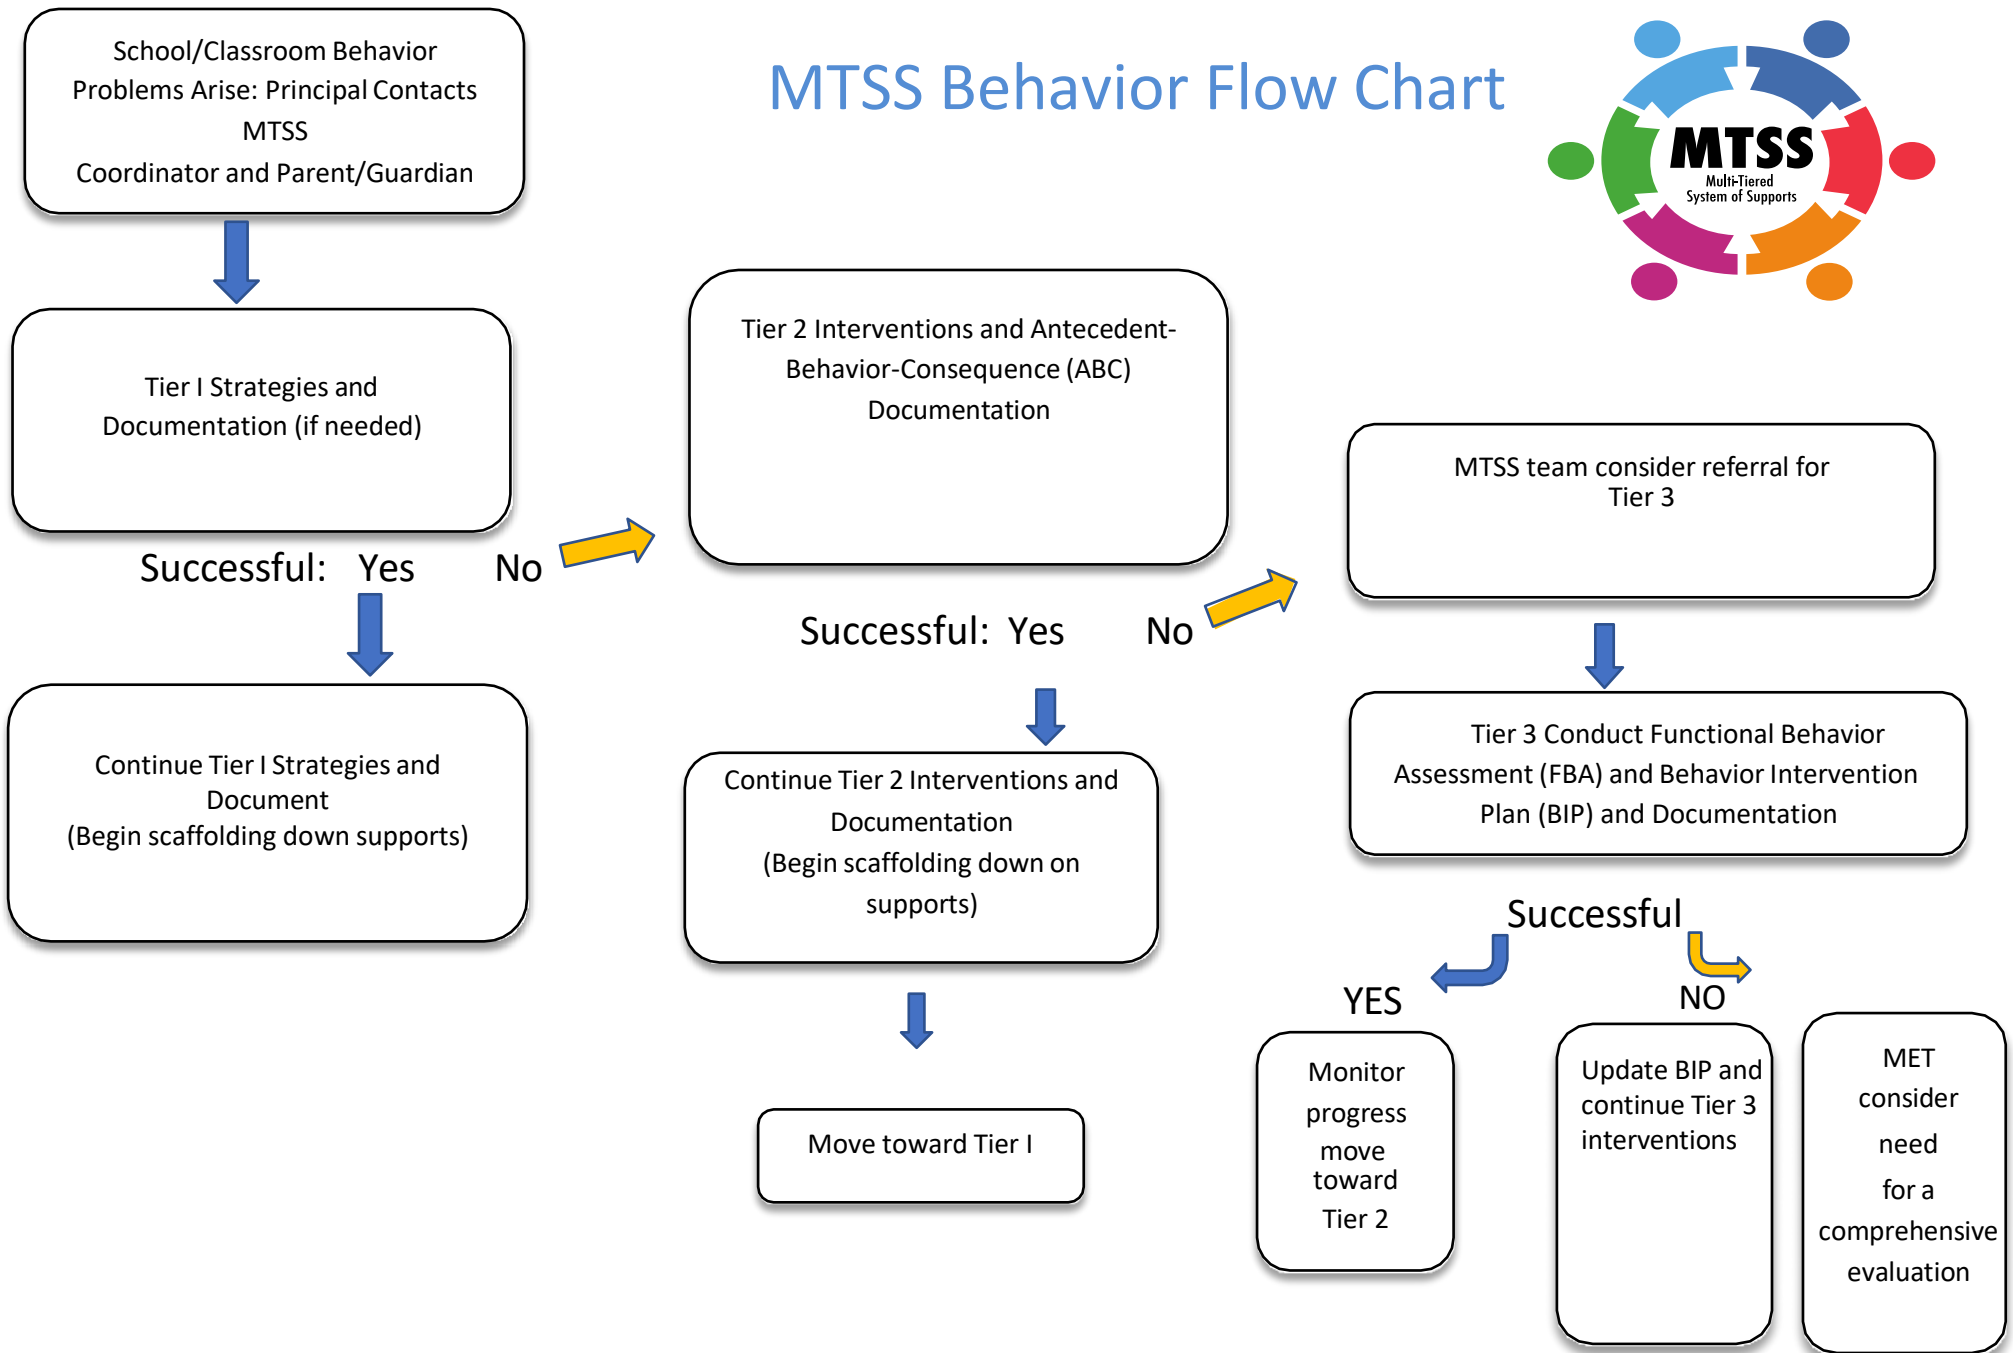 MTSS Behavior Flow Chart
MTSS
Multi-Tiered
System of Supports
School/Classroom Behavior
Problems Arise: Principal Contacts
MTSS
Coordinator and Parent/Guardian
Tier I Strategies and
Documentation (if needed)
Successful: Yes No
Continue Tier I Strategies and
Document
(Begin scaffolding down supports)
Tier 2 Interventions and Antecedent-
Behavior-Consequence (ABC)
Documentation
Successful: Yes No
Continue Tier 2 Interventions and
Documentation
(Begin scaffolding down on
supports)
Move toward Tier I
MTSS team consider referral for
Tier 3
Tier 3 Conduct Functional Behavior
Assessment (FBA) and Behavior Intervention
Plan (BIP) and Documentation
Successful
YES
Monitor
progress
move
toward
Tier 2
NO
Update BIP and
continue Tier 3
interventions
MET
consider
need
for a
comprehensive
evaluation